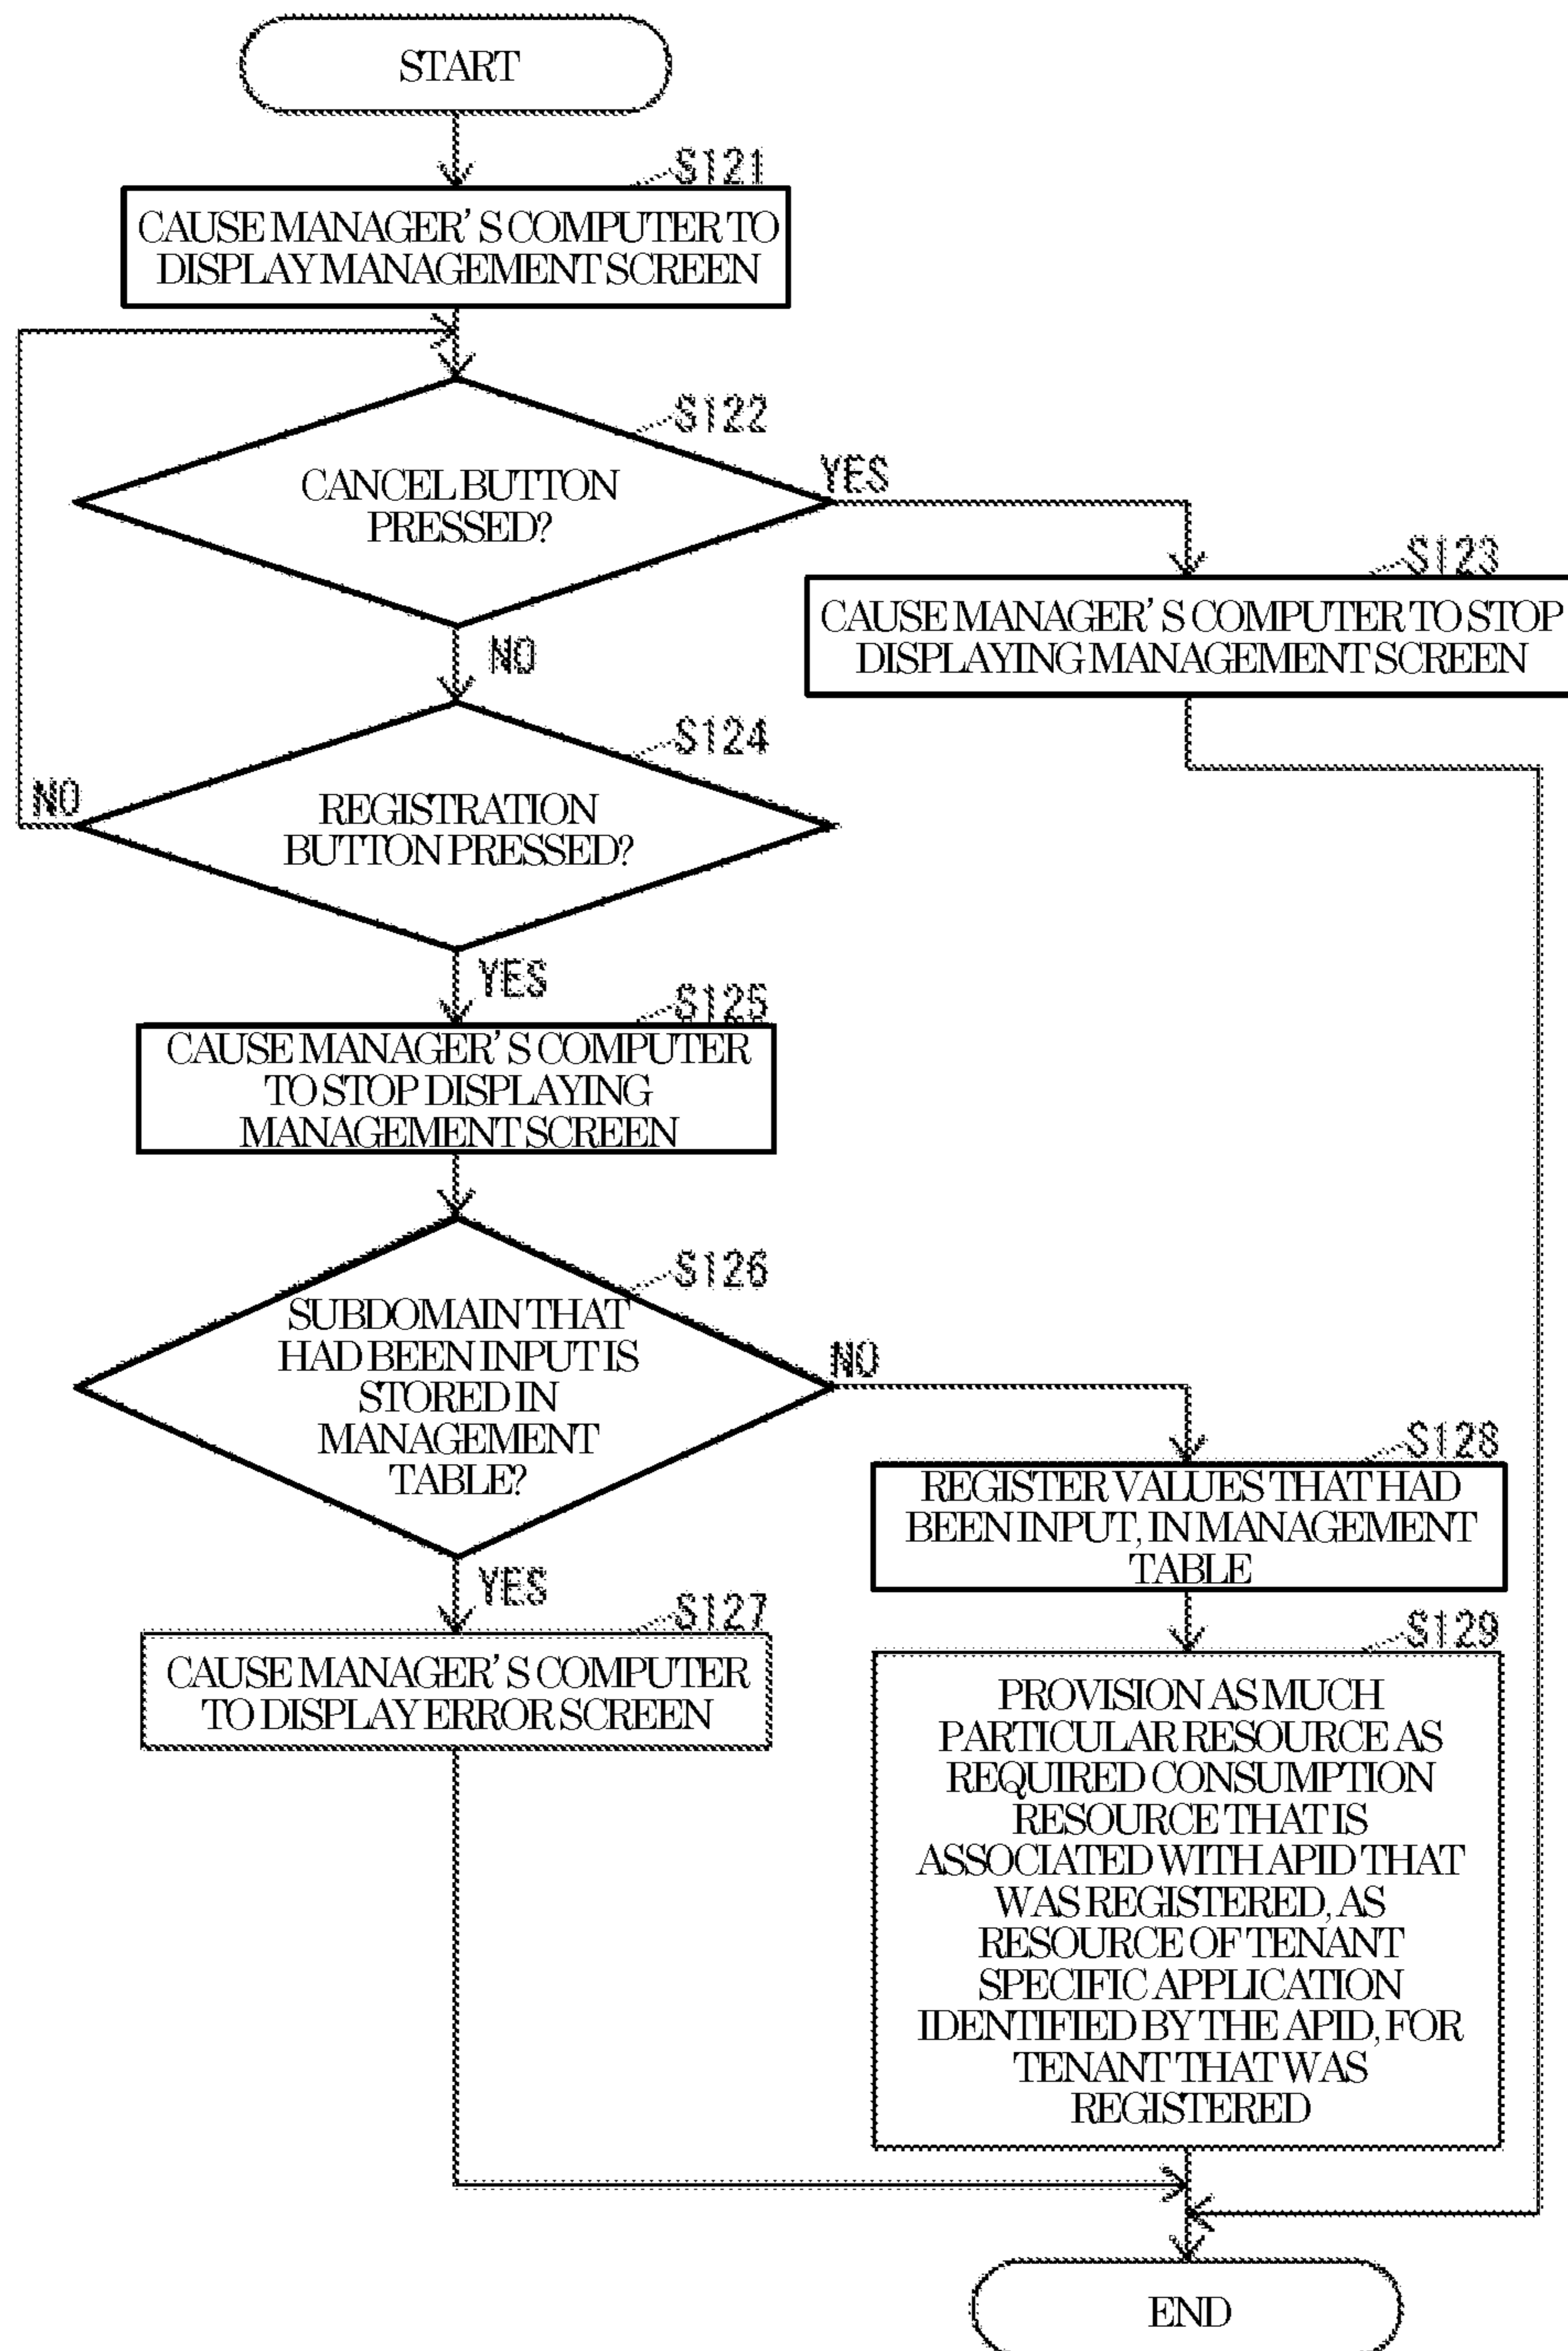 START
S121
CAUSE MANAGER'S COMPUTER TO
DISPLAY MANAGEMENT SCREEN
S122
CANCEL BUTTON
PRESSED?
YES
NO
S123
CAUSE MANAGER'S COMPUTER TO STOP
DISPLAYING MANAGEMENT SCREEN
S124
REGISTRATION
BUTTON PRESSED?
NO
YES
S125
CAUSE MANAGER'S COMPUTER
TO STOP DISPLAYING
MANAGEMENT SCREEN
S126
SUBDOMAIN THAT
HAD BEEN INPUT IS
STORED IN
MANAGEMENT
TABLE?
NO
YES
S127
CAUSE MANAGER'S COMPUTER
TO DISPLAY ERROR SCREEN
S128
REGISTER VALUES THAT HAD
BEEN INPUT, IN MANAGEMENT
TABLE
S129
PROVISION AS MUCH
PARTICULAR RESOURCE AS
REQUIRED CONSUMPTION
RESOURCE THAT IS
ASSOCIATED WITH APID THAT
WAS REGISTERED, AS
RESOURCE OF TENANT
SPECIFIC APPLICATION
IDENTIFIED BY THE APID, FOR
TENANT THAT WAS
REGISTERED
END